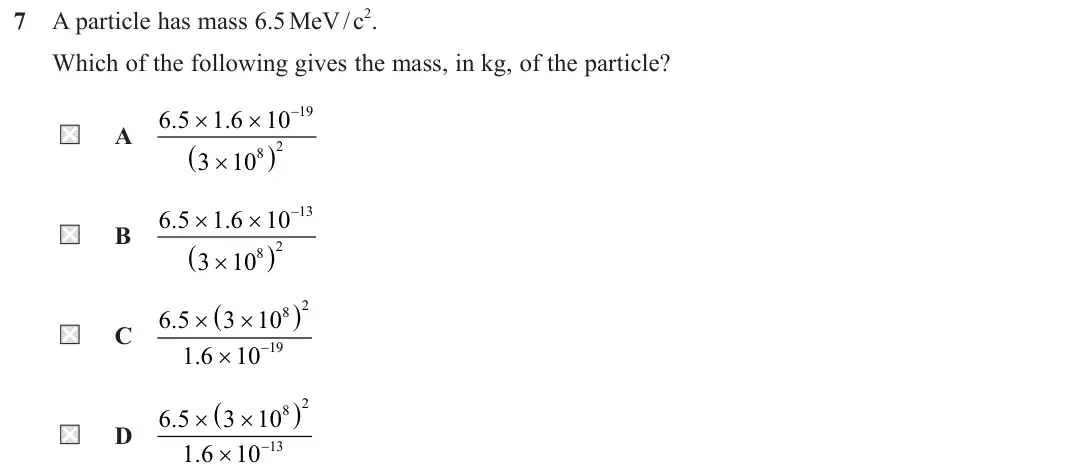 7 A particle has mass 6.5 MeV/c².
Which of the following gives the mass, in kg, of the particle?
A 6.5 × 1.6 × 10⁻¹⁹
(3 × 10⁸)²
B 6.5 × 1.6 × 10⁻¹³
(3 × 10⁸)²
C 6.5 × (3 × 10⁸)²
1.6 × 10⁻¹⁹
D 6.5 × (3 × 10⁸)²
1.6 × 10⁻¹³